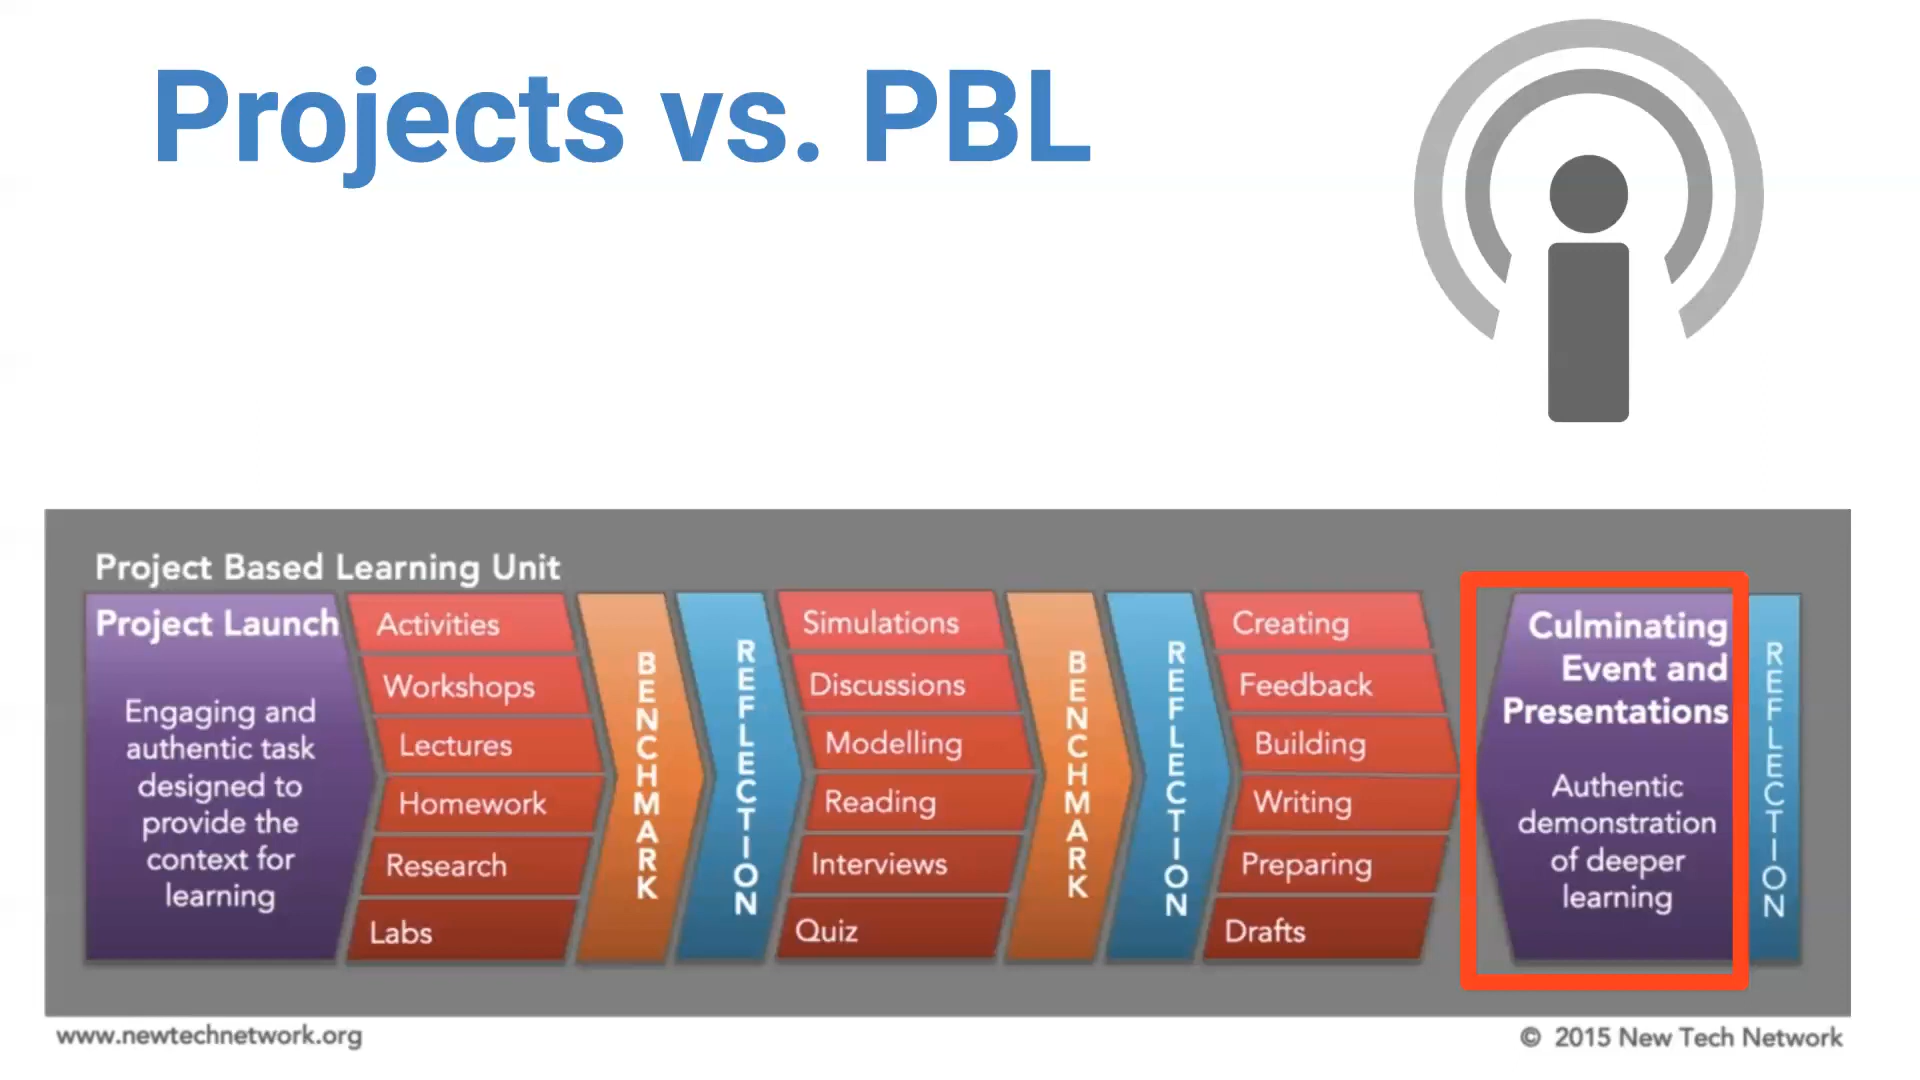 Projects vs. PBL
Project Based Learning Unit
Project Launch
Engaging and
authentic task
designed to
provide the
context for
learning
Activities
Workshops
Lectures
Homework
Research
Labs
BENCHMARK
REFLECTION
Simulations
Discussions
Modelling
Reading
Interviews
Quiz
BENCHMARK
REFLECTION
Creating
Feedback
Building
Writing
Preparing
Drafts
Culminating
Event and
Presentations
Authentic
demonstration
of deeper
learning
REFLECTION
www.newtechnetwork.org
© 2015 New Tech Network